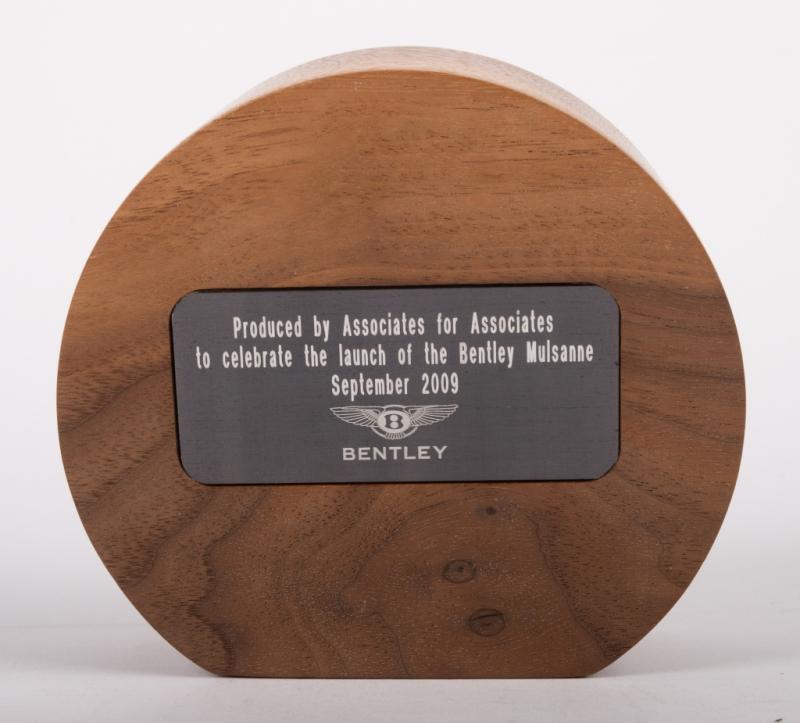 Produced by Associates for Associates
to celebrate the launch of the Bentley Mulsanne
September 2009
B
BENTLEY